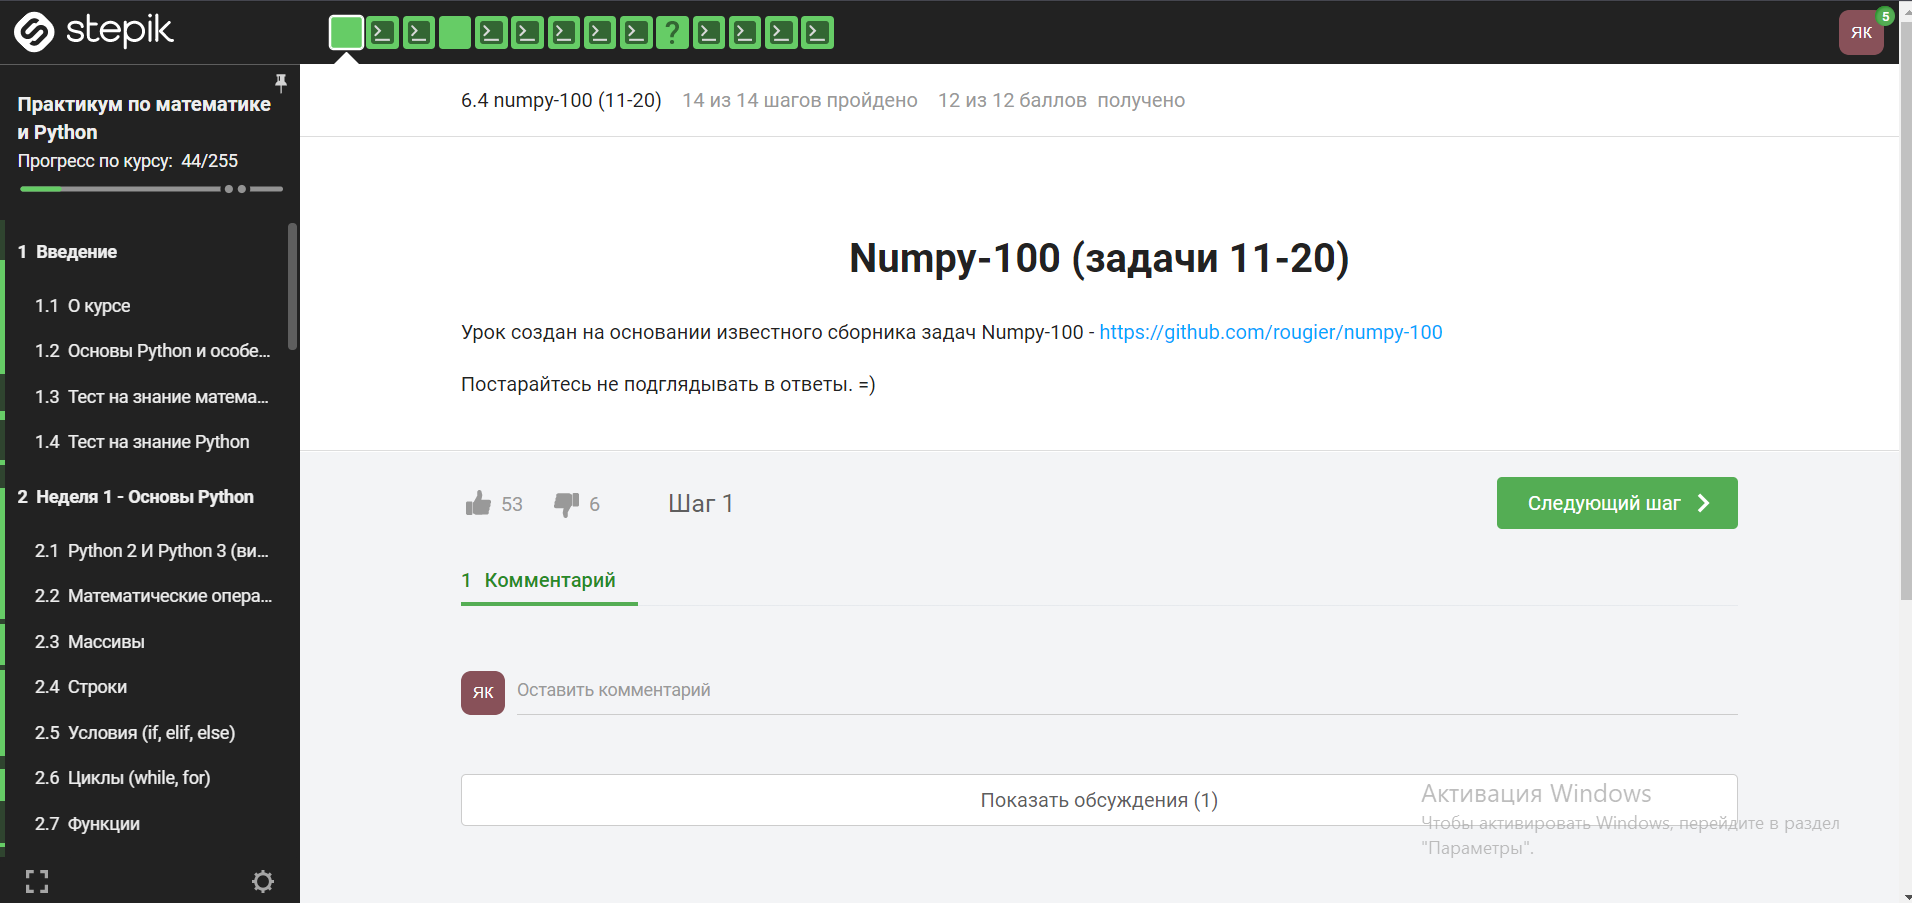 stepik
?
ЯК
5
Практикум по математике
и Python
Прогресс по курсу: 44/255
1 Введение
1.1 О курсе
1.2 Основы Python и особе...
1.3 Тест на знание матема...
1.4 Тест на знание Python
2 Неделя 1 - Основы Python
2.1 Python 2 И Python 3 (ви...
2.2 Математические опера...
2.3 Массивы
2.4 Строки
2.5 Условия (if, elif, else)
2.6 Циклы (while, for)
2.7 Функции
6.4 numpy-100 (11-20) 14 из 14 шагов пройдено 12 из 12 баллов получено
Numpy-100 (задачи 11-20)
Урок создан на основании известного сборника задач Numpy-100 - https://github.com/rougier/numpy-100
Постарайтесь не подглядывать в ответы. =)
53 6 Шаг 1 Следующий шаг
1 Комментарий
ЯК Оставить комментарий
Показать обсуждения (1)
Активация Windows
Чтобы активировать Windows, перейдите в раздел
"Параметры".